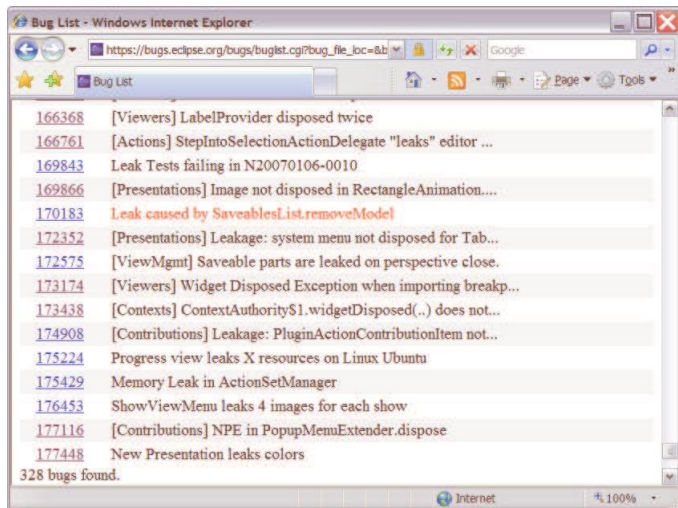 Bug List - Windows Internet Explorer
https://bugs.eclipse.org/bugs/buglist.cgi?bug_file_loc=&b
Google
Bug List
Page
Tools
166368 [Viewers] LabelProvider disposed twice
166761 [Actions] StepIntoSelectionActionDelegate "leaks" editor ...
169843 Leak Tests failing in N20070106-0010
169866 [Presentations] Image not disposed in RectangleAnimation....
170183 Leak caused by SaveablesList.removeModel
172352 [Presentations] Leakage: system menu not disposed for Tab...
172575 [ViewMgmt] Saveable parts are leaked on perspective close.
173174 [Viewers] Widget Disposed Exception when importing breakp...
173438 [Contexts] ContextAuthority$1.widgetDisposed(..) does not...
174908 [Contributions] Leakage: PluginActionContributionItem not...
175224 Progress view leaks X resources on Linux Ubuntu
175429 Memory Leak in ActionSetManager
176453 ShowViewMenu leaks 4 images for each show
177116 [Contributions] NPE in PopupMenuExtender.dispose
177448 New Presentation leaks colors
328 bugs found.
Internet
100%